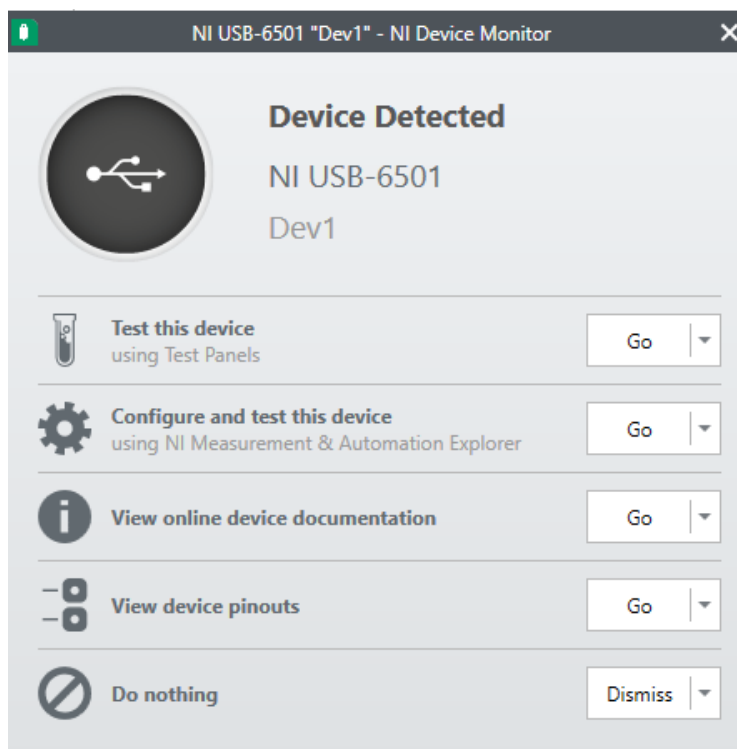 NI USB-6501 "Dev1" - NI Device Monitor
Device Detected
NI USB-6501
Dev1
Test this device
using Test Panels
Go
Configure and test this device
using NI Measurement & Automation Explorer
Go
View online device documentation
Go
View device pinouts
Go
Do nothing
Dismiss